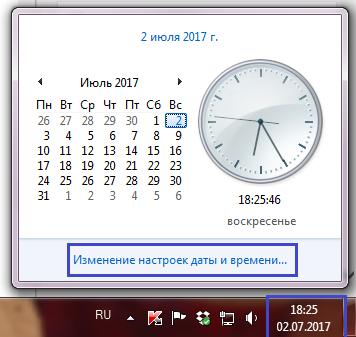 2 июля 2017 г.
Июль 2017
Пн Вт Ср Чт Пт Сб Вс
26 27 28 29 30 1 2
3 4 5 6 7 8 9
10 11 12 13 14 15 16
17 18 19 20 21 22 23
24 25 26 27 28 29 30
31 1 2 3 4 5 6
18:25:46
воскресенье
Изменение настроек даты и времени...
RU
18:25
02.07.2017